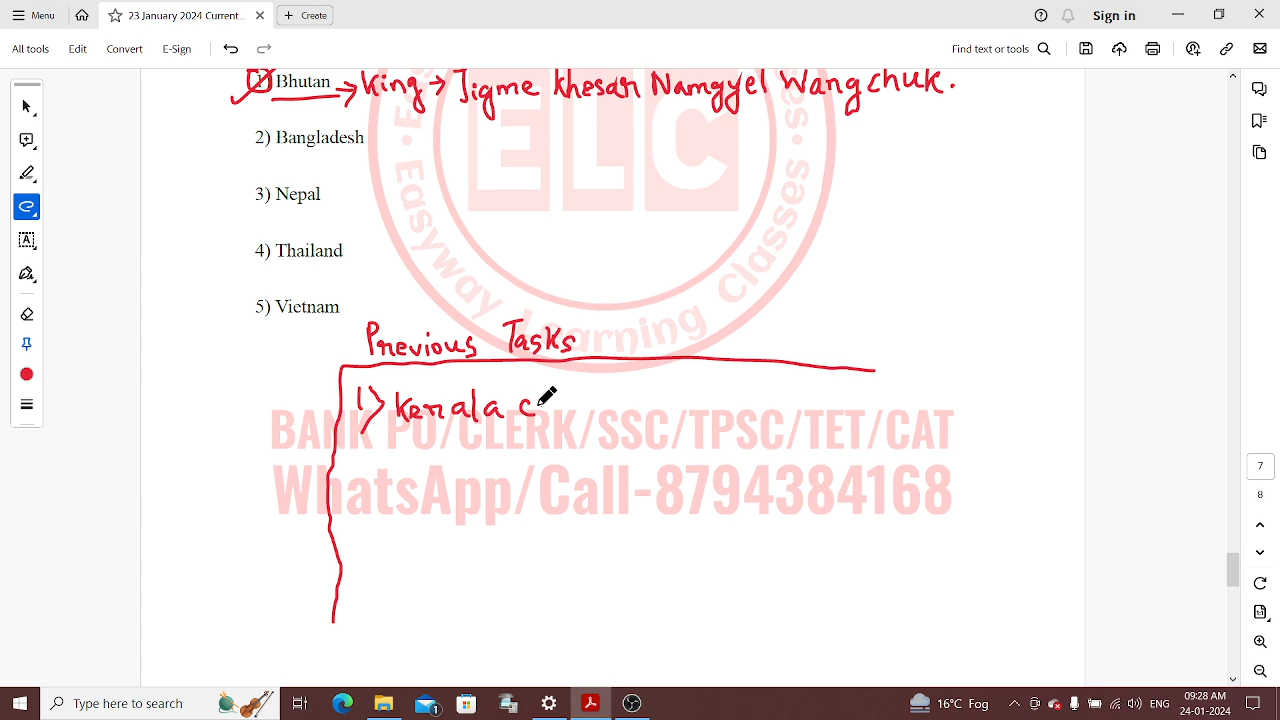 Menu
23 January 2024 Current...
Create
Sign in
All tools Edit Convert E-Sign
Find text or tools
1) Bhutan → King → Jigme Khesar Namgyel Wangchuk.
2) Bangladesh
3) Nepal
4) Thailand
5) Vietnam
ELC
Easyway Learning Classes
Previous Tasks
1) Kerala c
BANK PO/CLERK/SSC/TPSC/TET/CAT
WhatsApp/Call-8794384168
7
8
Type here to search
1
16°C Fog
ENG
09:28 AM
24-01-2024